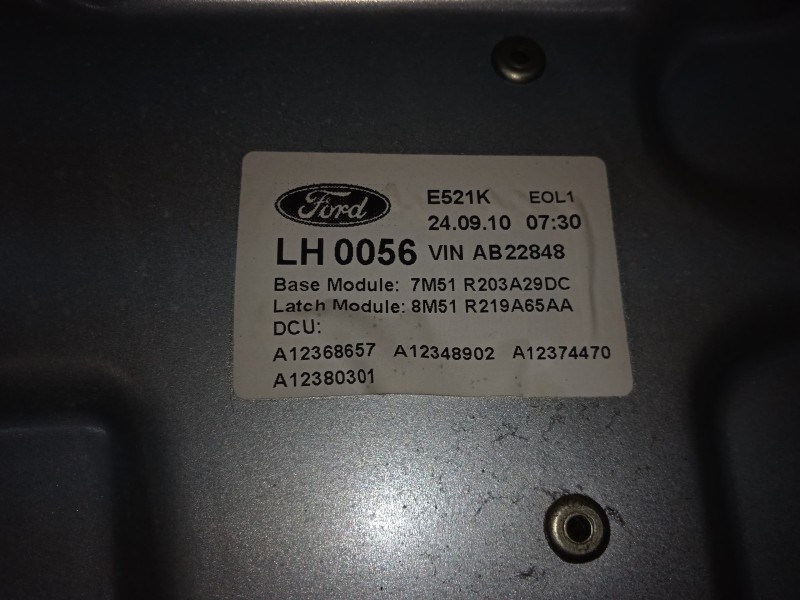 Ford
E521K EOL1
24.09.10 07:30
LH 0056 VIN AB22848
Base Module: 7M51 R203A29DC
Latch Module: 8M51 R219A65AA
DCU:
A12368657 A12348902 A12374470
A12380301